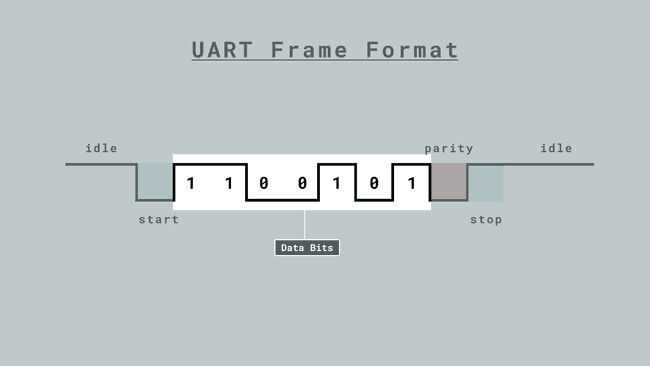 UART Frame Format
idle parity idle
1 1 0 0 1 0 1
start stop
Data Bits